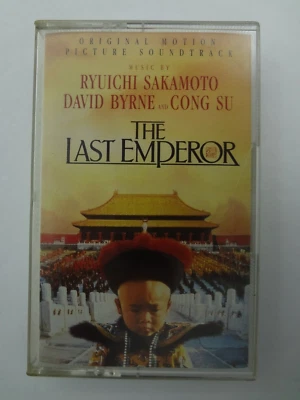 ORIGINAL MOTION
PICTURE SOUNDTRACK
MUSIC BY
RYUICHI SAKAMOTO
DAVID BYRNE AND CONG SU
THE
LAST EMPEROR